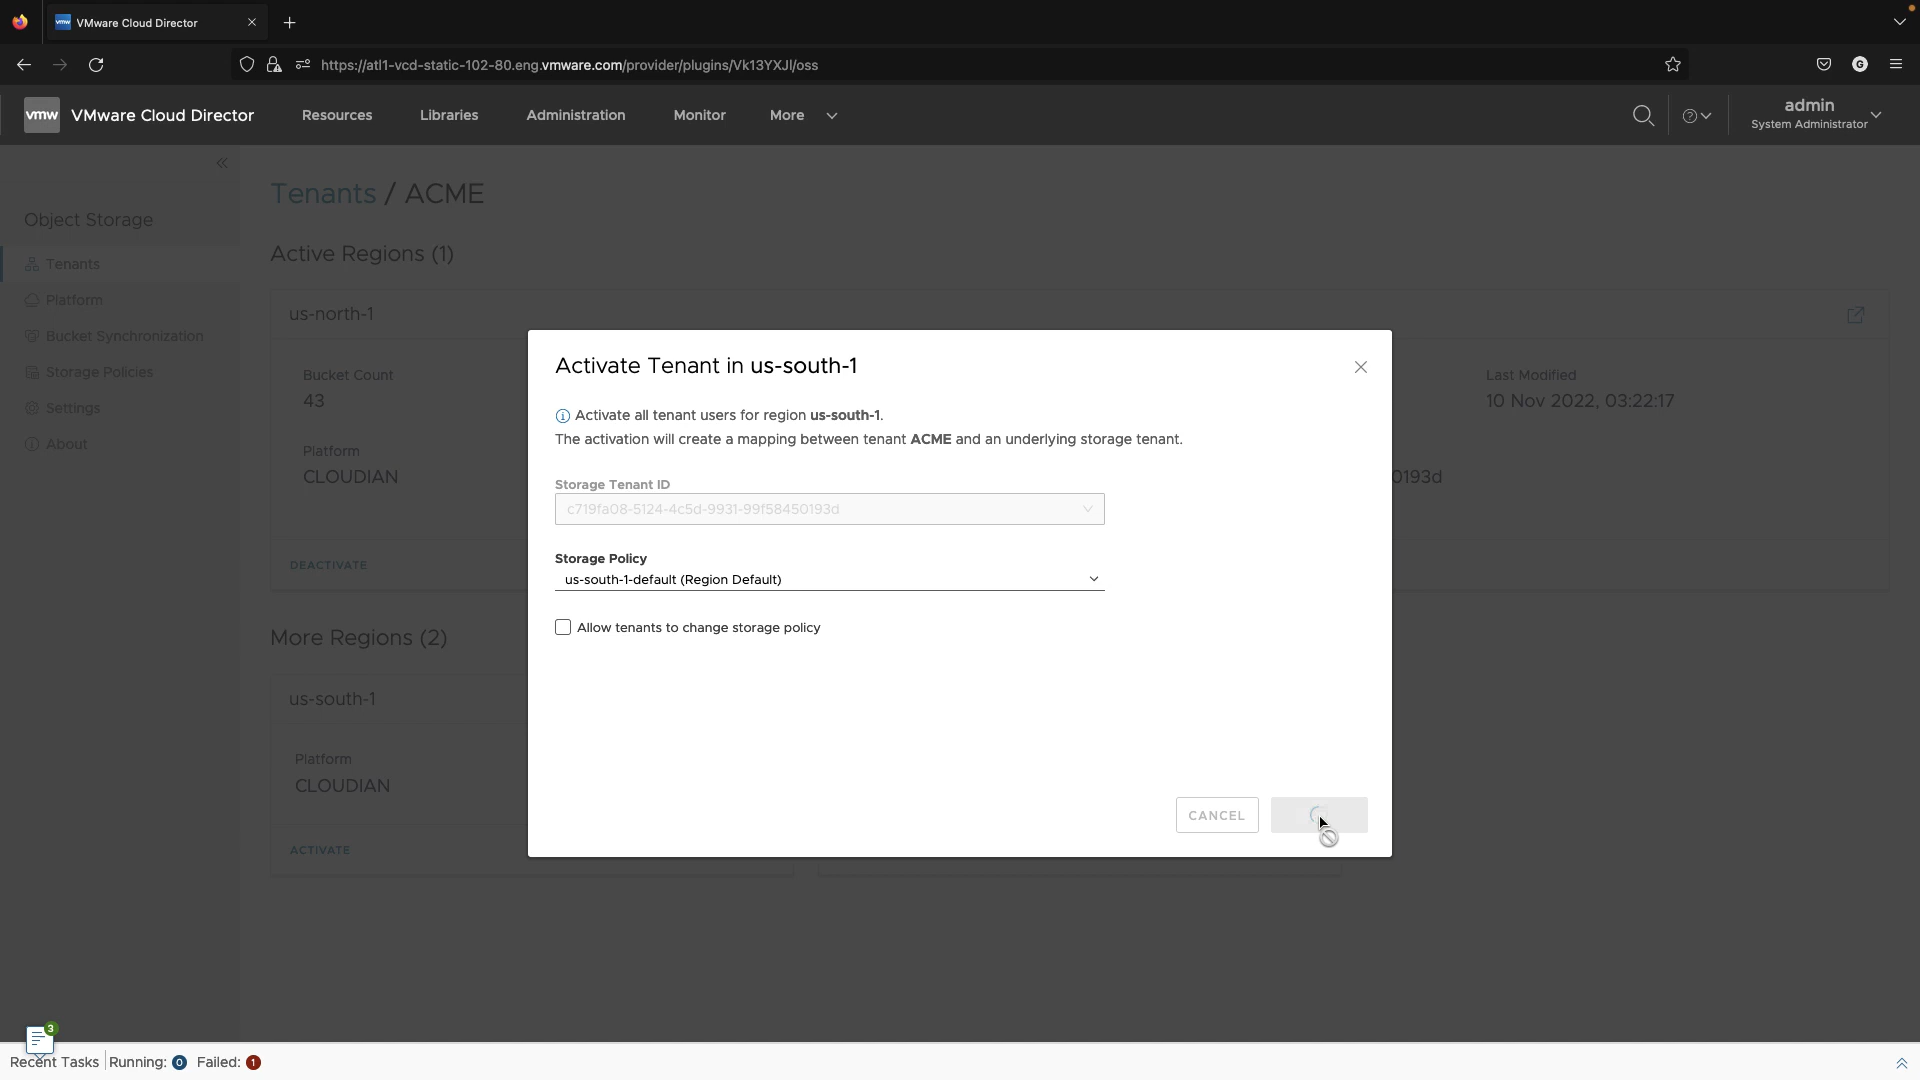 VMware Cloud Director
https://atl1-vcd-static-102-80.eng.vmware.com/provider/plugins/Vk13YXJl/oss
G
vmw VMware Cloud Director Resources Libraries Administration Monitor More
admin
System Administrator
Tenants / ACME
Object Storage
Tenants
Platform
Bucket Synchronization
Storage Policies
Settings
About
Active Regions (1)
us-north-1
Bucket Count
43
Platform
CLOUDIAN
Last Modified
10 Nov 2022, 03:22:17
0193d
DEACTIVATE
More Regions (2)
us-south-1
Platform
CLOUDIAN
ACTIVATE
Activate Tenant in us-south-1
Activate all tenant users for region us-south-1.
The activation will create a mapping between tenant ACME and an underlying storage tenant.
Storage Tenant ID
c719fa08-5124-4c5d-9931-99f58450193d
Storage Policy
us-south-1-default (Region Default)
Allow tenants to change storage policy
CANCEL
3
Recent Tasks Running: 0 Failed: 1